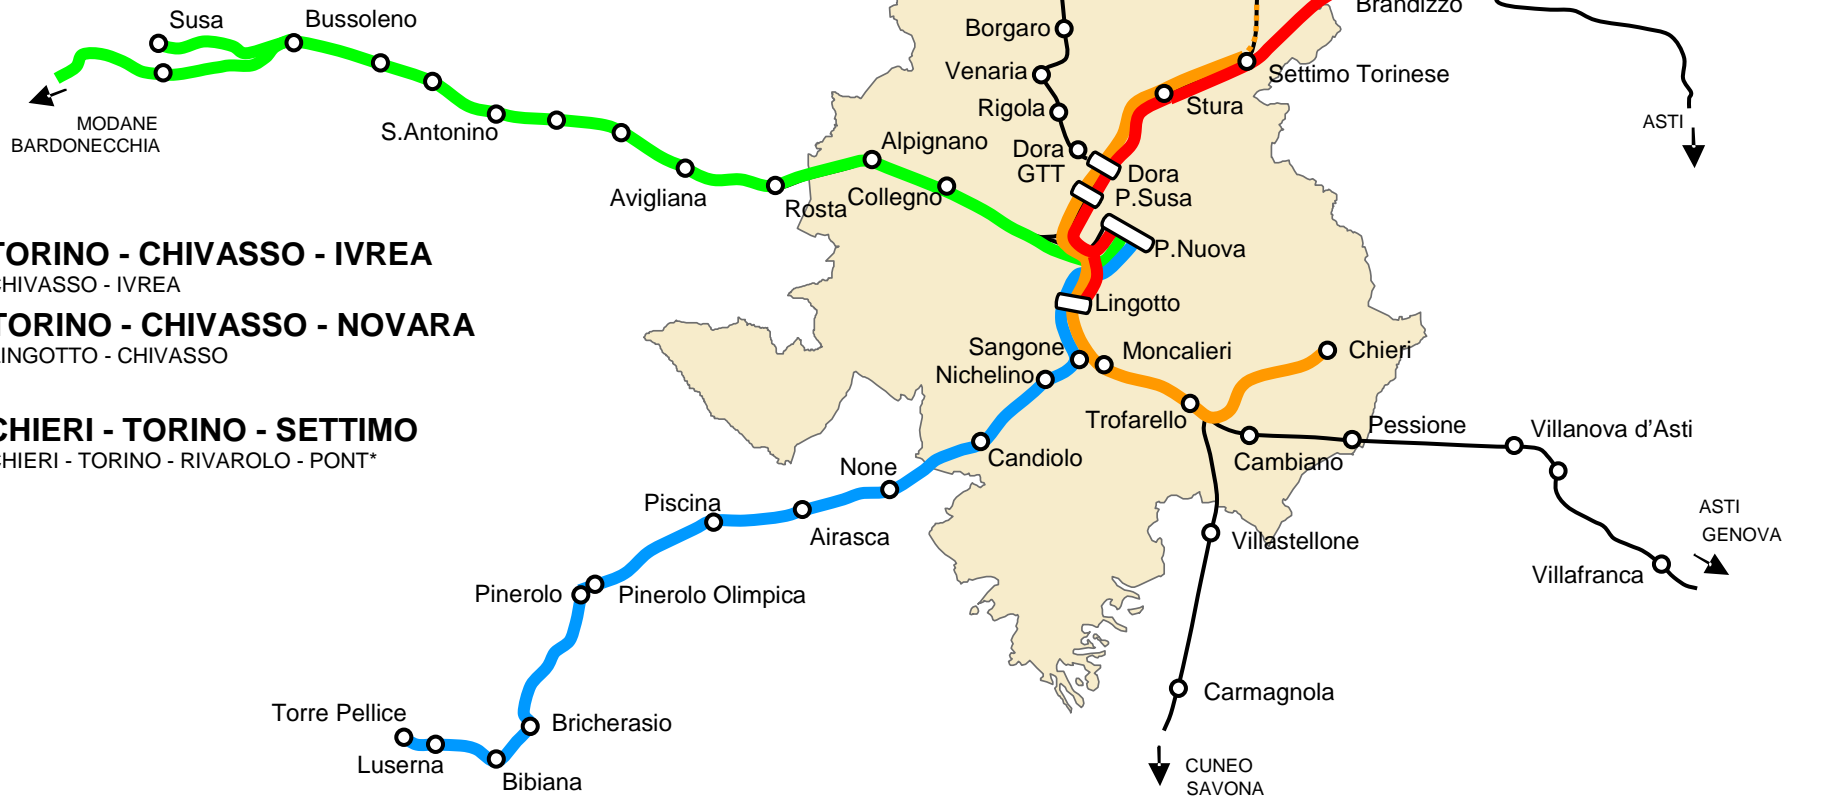 Brandizzo
Susa
Bussoleno
Borgaro
Venaria
Settimo Torinese
Rigola
Stura
MODANE
BARDONECCHIA
S.Antonino
ASTI
Alpignano
Dora
GTT
Dora
Avigliana
Rosta
Collegno
P.Susa
TORINO - CHIVASSO - IVREA
CHIVASSO - IVREA
P.Nuova
Lingotto
TORINO - CHIVASSO - NOVARA
LINGOTTO - CHIVASSO
Sangone
Moncalieri
Chieri
Nichelino
CHIERI - TORINO - SETTIMO
CHIERI - TORINO - RIVAROLO - PONT*
Trofarello
Pessione
Villanova d'Asti
None
Candiolo
Cambiano
Piscina
Airasca
ASTI
GENOVA
Villastellone
Villafranca
Pinerolo
Pinerolo Olimpica
Carmagnola
Torre Pellice
Bricherasio
Luserna
Bibiana
CUNEO
SAVONA